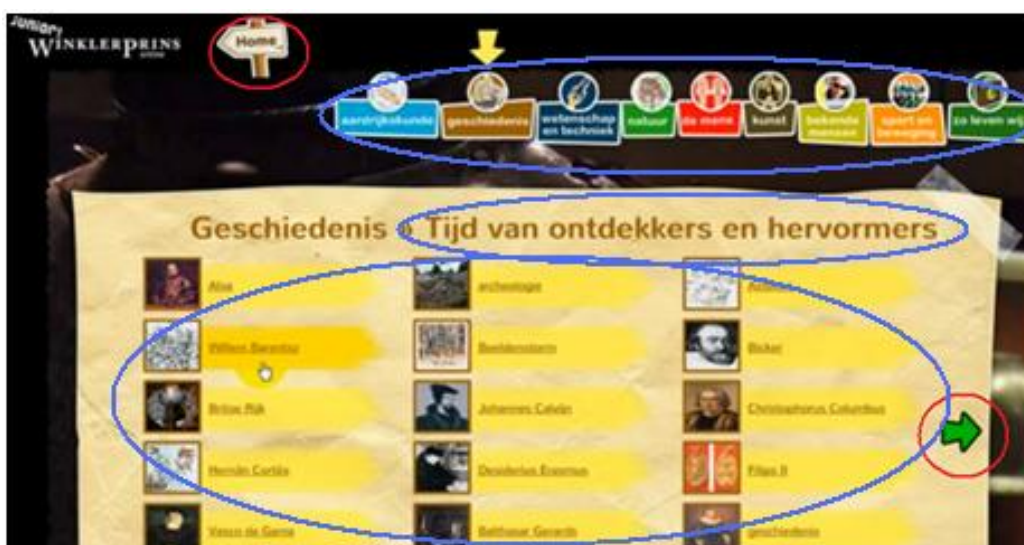 JUNIOR
WINKLERPRINS
online
Home
aardrijkskunde
geschiedenis
wetenschap
en techniek
natuur
de mens
kunst
bekende
mensen
sport en
beweging
zo leven wij
Geschiedenis » Tijd van ontdekkers en hervormers
Alva
archeologie
Willem Barentsz
Beeldenstorm
Bicker
Britse Rijk
Johannes Calvijn
Christophorus Columbus
Hernán Cortés
Desiderius Erasmus
Filips II
Vasco da Gama
Balthasar Gerards
geschiedenis